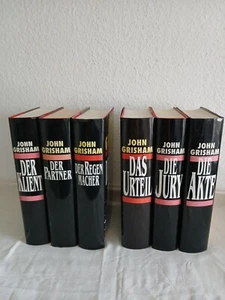 JOHN
GRISHAM
DER
KLIENT
JOHN
GRISHAM
DER
PARTNER
JOHN
GRISHAM
DER REGEN
MACHER
JOHN
GRISHAM
DAS
URTEIL
JOHN
GRISHAM
DIE
JURY
JOHN
GRISHAM
DIE
AKTE